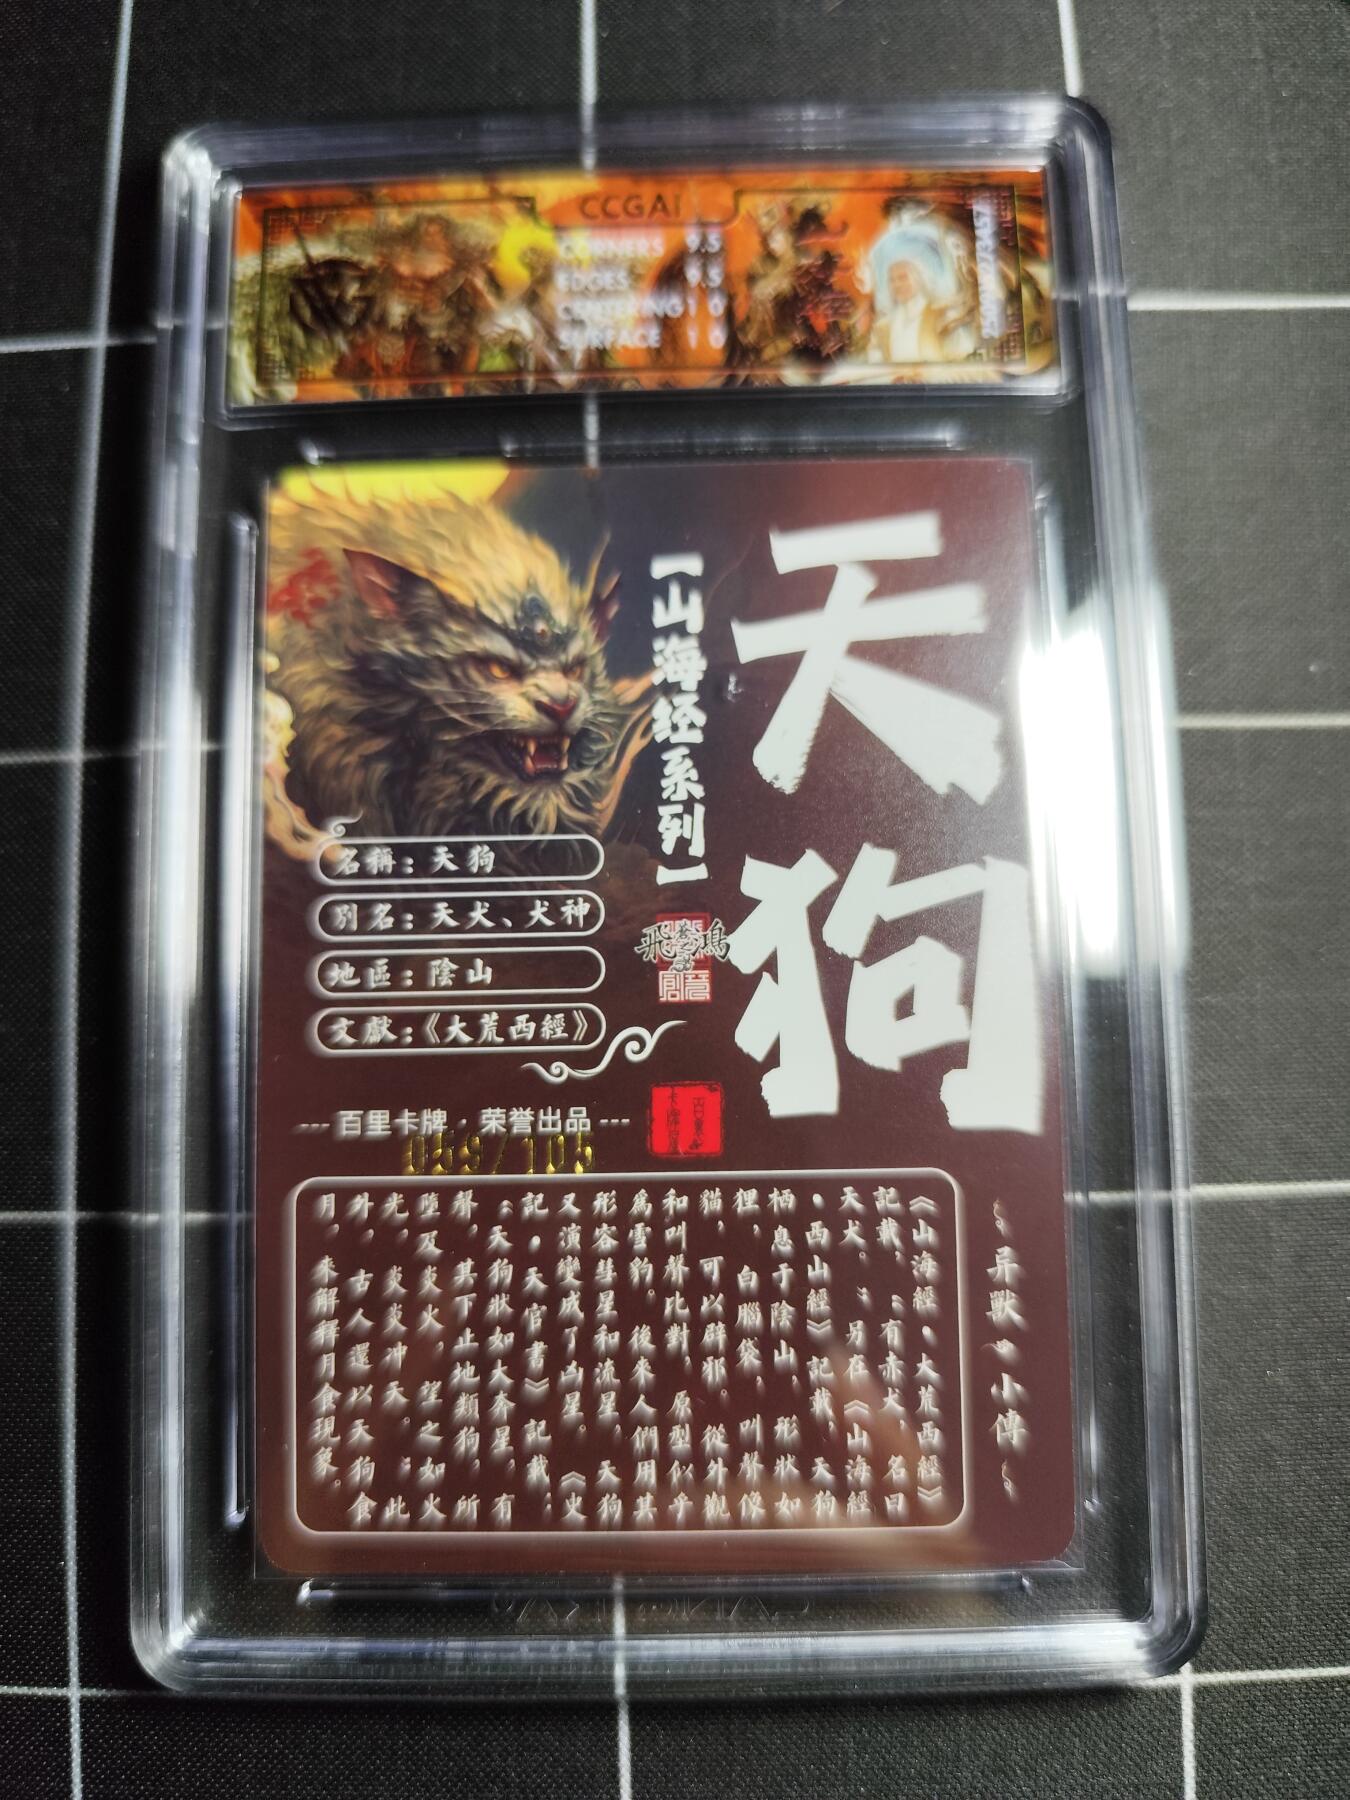 CCGAI
CORNERS 9.5
EDGES 9.5
CENTERING 10
SURFACE 10
天狗
【山海经系列】
名稱：天狗
別名：天犬、犬神
地區：陰山
文獻：《大荒西經》
飛鴻
--- 百里卡牌 · 荣誉出品 ---
059/105
异獸小傳
《山海經·大荒西經》
記載，：有赤犬，名曰
天犬。；另在《山海經
·西山經》記載，天狗
栖息于陰山，形狀如
狸，白腦袋，叫聲像
貓，可以辟邪。從外觀
和叫聲比對，原型似乎
爲雪豹。後來人們用其
形容彗星和流星，天狗
又演變成了凶星。《史
記·天官書》記載：
：天狗狀如大奔星，有
聲，其下止地類狗，所
墮及炎火，望之如火
光，炎炎冲天。；此
外，古人還以天狗食
月，來解釋月食現象。